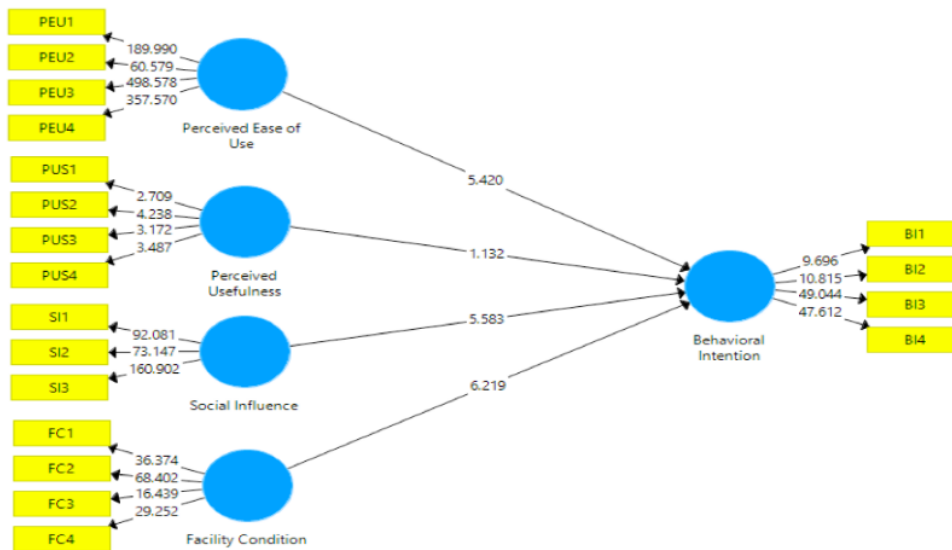 PEU1
PEU2
PEU3
PEU4
189.990
60.579
498.578
357.570
Perceived Ease of
Use
PUS1
PUS2
PUS3
PUS4
2.709
4.238
3.172
3.487
Perceived
Usefulness
SI1
SI2
SI3
92.081
73.147
160.902
Social Influence
FC1
FC2
FC3
FC4
36.374
68.402
16.439
29.252
Facility Condition
5.420
1.132
5.583
6.219
Behavioral
Intention
9.696
10.815
49.044
47.612
BI1
BI2
BI3
BI4